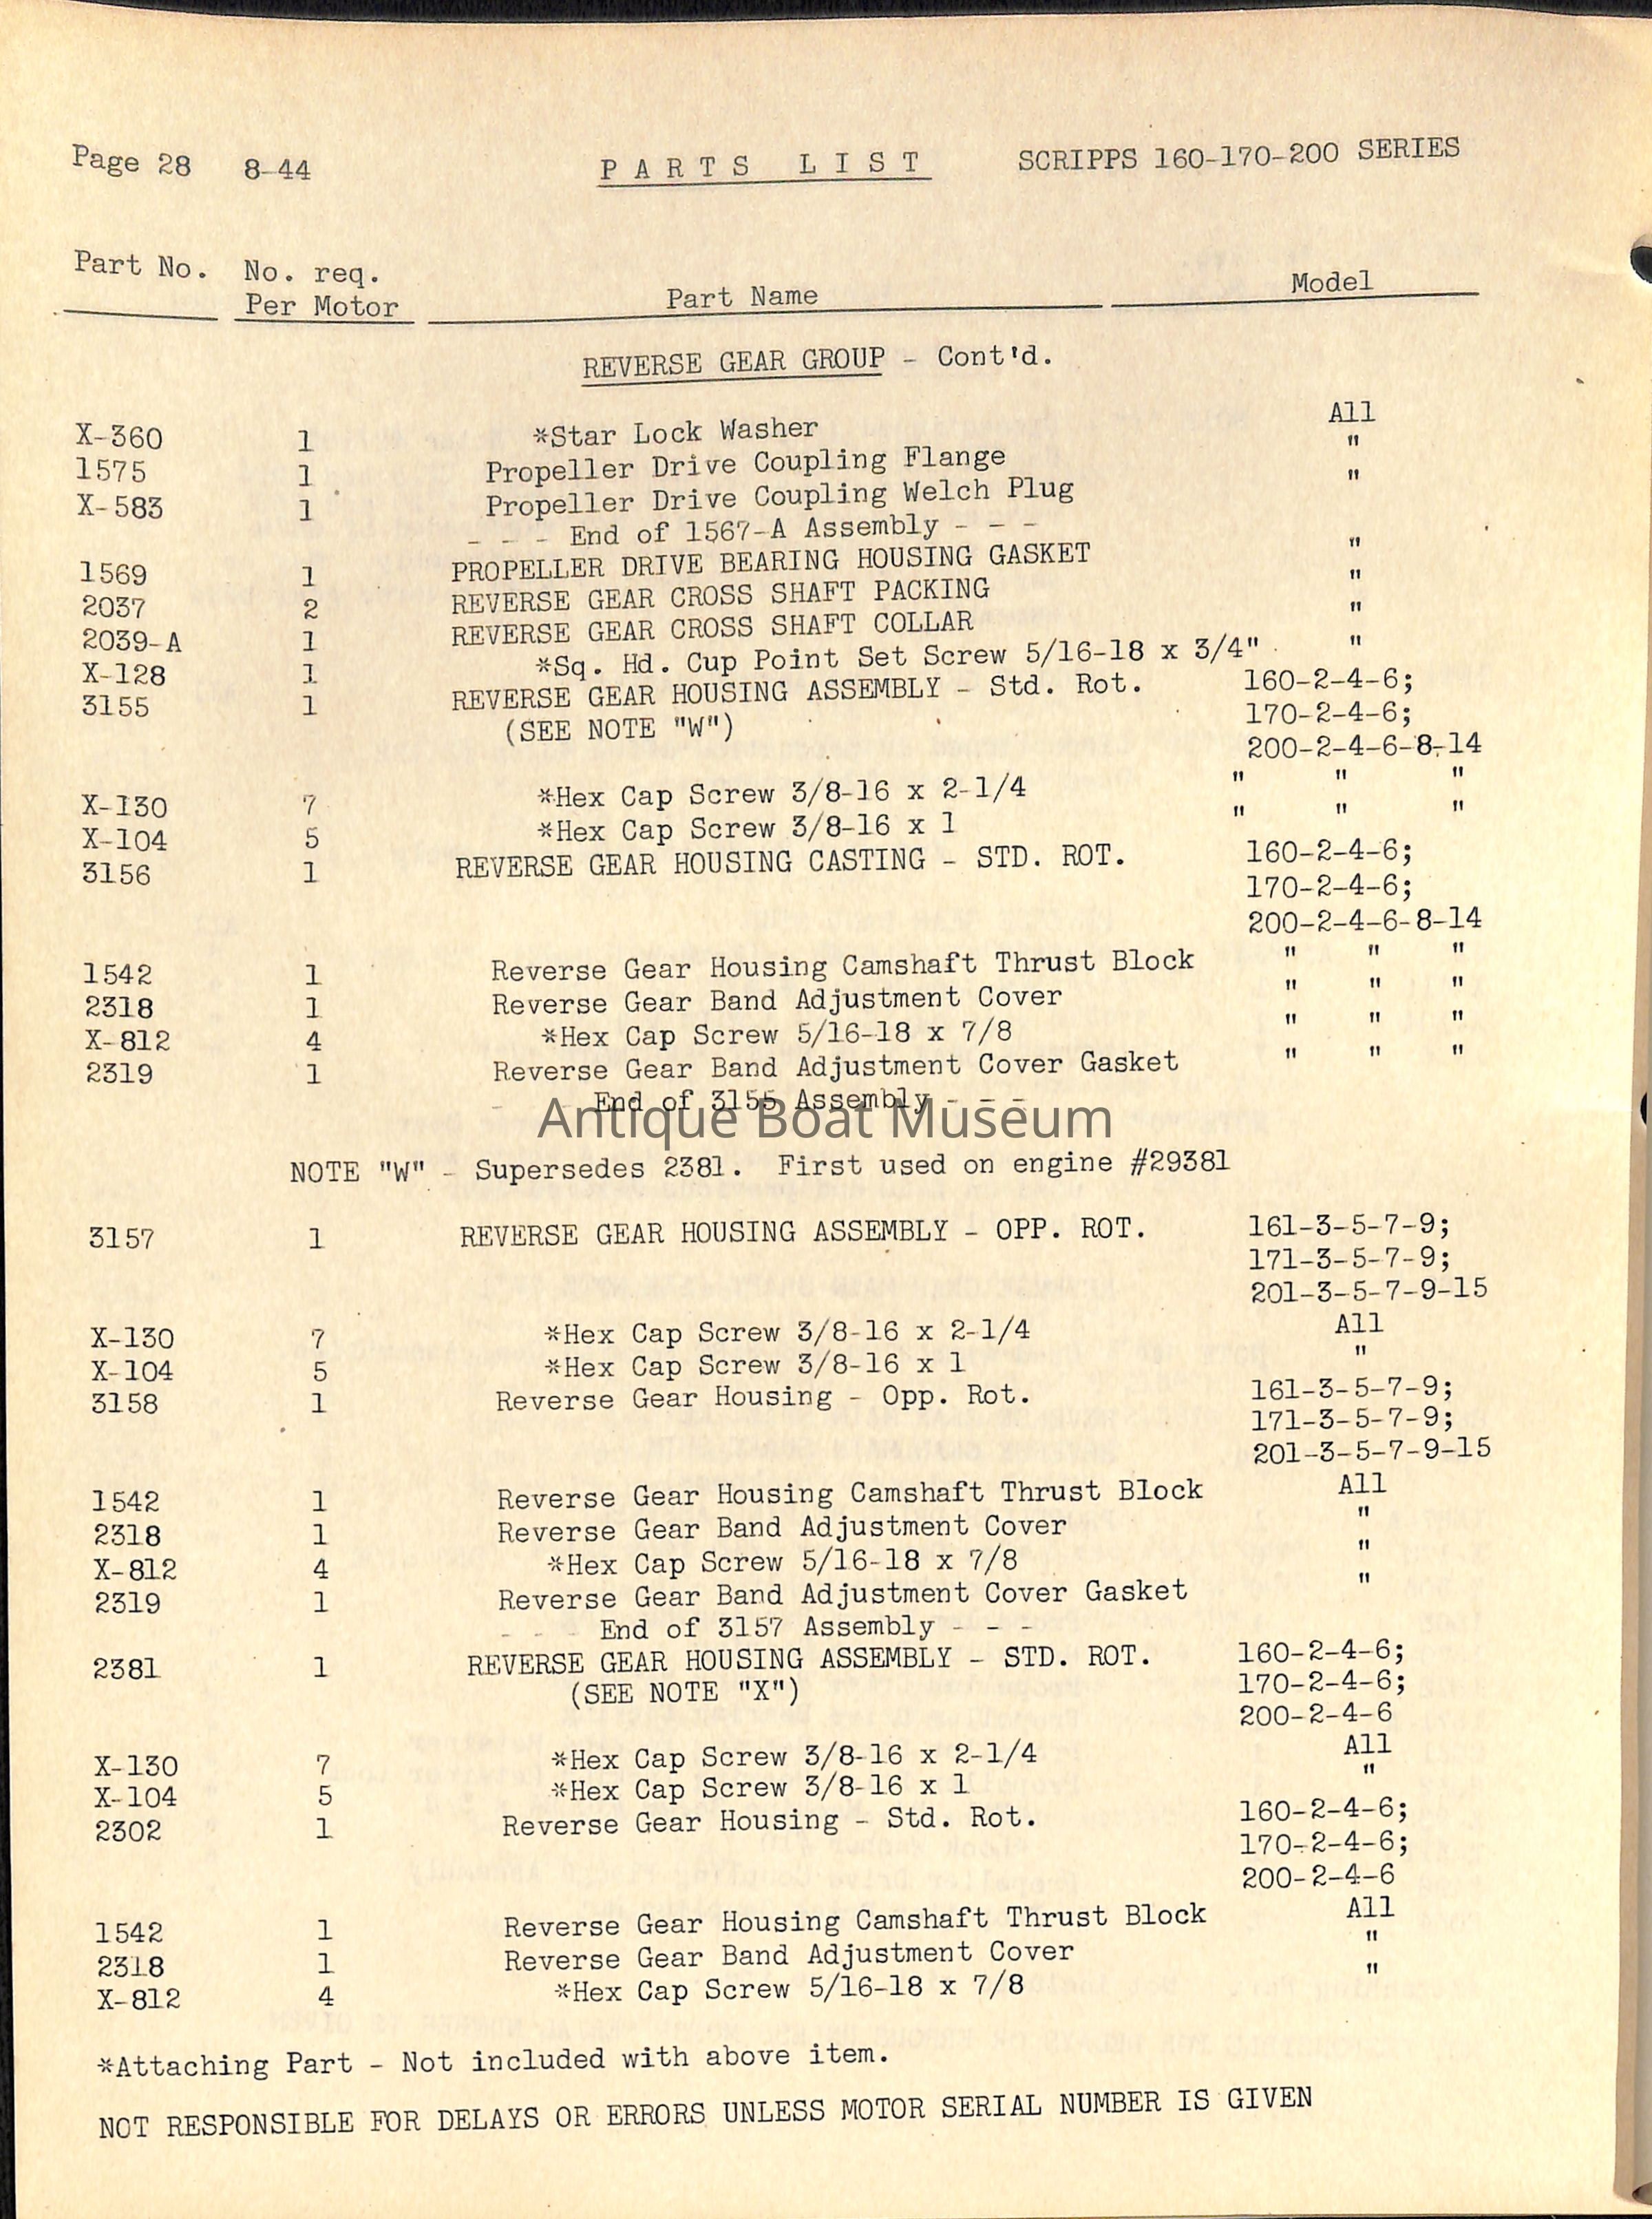 Page 28 8-44 PARTS LIST SCRIPPS 160-170-200 SERIES
Part No. No. req. Per Motor Part Name Model
REVERSE GEAR GROUP - Cont'd.
X-360 1 *Star Lock Washer All
1575 1 Propeller Drive Coupling Flange "
X-583 1 Propeller Drive Coupling Welch Plug "
- - - End of 1567-A Assembly - - -
1569 1 PROPELLER DRIVE BEARING HOUSING GASKET "
2037 2 REVERSE GEAR CROSS SHAFT PACKING "
2039-A 1 REVERSE GEAR CROSS SHAFT COLLAR "
X-128 1 *Sq. Hd. Cup Point Set Screw 5/16-18 x 3/4" "
3155 1 REVERSE GEAR HOUSING ASSEMBLY - Std. Rot. 160-2-4-6;
(SEE NOTE "W") 170-2-4-6;
200-2-4-6-8-14
X-130 7 *Hex Cap Screw 3/8-16 x 2-1/4 " " "
X-104 5 *Hex Cap Screw 3/8-16 x 1 " " "
3156 1 REVERSE GEAR HOUSING CASTING - STD. ROT. 160-2-4-6;
170-2-4-6;
200-2-4-6-8-14
1542 1 Reverse Gear Housing Camshaft Thrust Block " " "
2318 1 Reverse Gear Band Adjustment Cover " " "
X-812 4 *Hex Cap Screw 5/16-18 x 7/8 " " "
2319 1 Reverse Gear Band Adjustment Cover Gasket " " "
- - - End of 3155 Assembly - - -
Antique Boat Museum
NOTE "W" - Supersedes 2381. First used on engine #29381
3157 1 REVERSE GEAR HOUSING ASSEMBLY - OPP. ROT. 161-3-5-7-9;
171-3-5-7-9;
201-3-5-7-9-15
X-130 7 *Hex Cap Screw 3/8-16 x 2-1/4 All
X-104 5 *Hex Cap Screw 3/8-16 x 1 "
3158 1 Reverse Gear Housing - Opp. Rot. 161-3-5-7-9;
171-3-5-7-9;
201-3-5-7-9-15
1542 1 Reverse Gear Housing Camshaft Thrust Block All
2318 1 Reverse Gear Band Adjustment Cover "
X-812 4 *Hex Cap Screw 5/16-18 x 7/8 "
2319 1 Reverse Gear Band Adjustment Cover Gasket "
- - - End of 3157 Assembly - - -
2381 1 REVERSE GEAR HOUSING ASSEMBLY - STD. ROT. 160-2-4-6;
(SEE NOTE "X") 170-2-4-6;
200-2-4-6
X-130 7 *Hex Cap Screw 3/8-16 x 2-1/4 All
X-104 5 *Hex Cap Screw 3/8-16 x 1 "
2302 1 Reverse Gear Housing - Std. Rot. 160-2-4-6;
170-2-4-6;
200-2-4-6
1542 1 Reverse Gear Housing Camshaft Thrust Block All
2318 1 Reverse Gear Band Adjustment Cover "
X-812 4 *Hex Cap Screw 5/16-18 x 7/8 "
*Attaching Part - Not included with above item.
NOT RESPONSIBLE FOR DELAYS OR ERRORS UNLESS MOTOR SERIAL NUMBER IS GIVEN